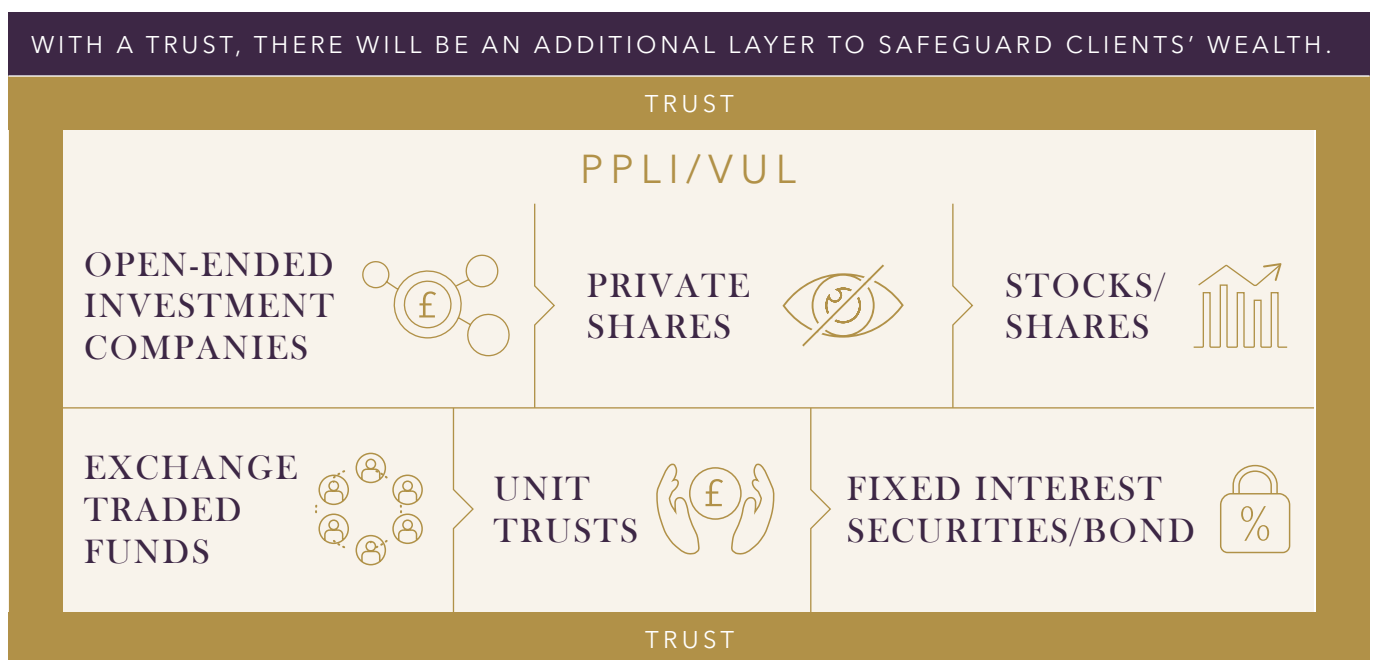 WITH A TRUST, THERE WILL BE AN ADDITIONAL LAYER TO SAFEGUARD CLIENTS’ WEALTH.
TRUST
PPLI/VUL
OPEN-ENDED
INVESTMENT
COMPANIES
£
PRIVATE
SHARES
STOCKS/
SHARES
EXCHANGE
TRADED
FUNDS
UNIT
TRUSTS
£
FIXED INTEREST
SECURITIES/BOND
%
TRUST